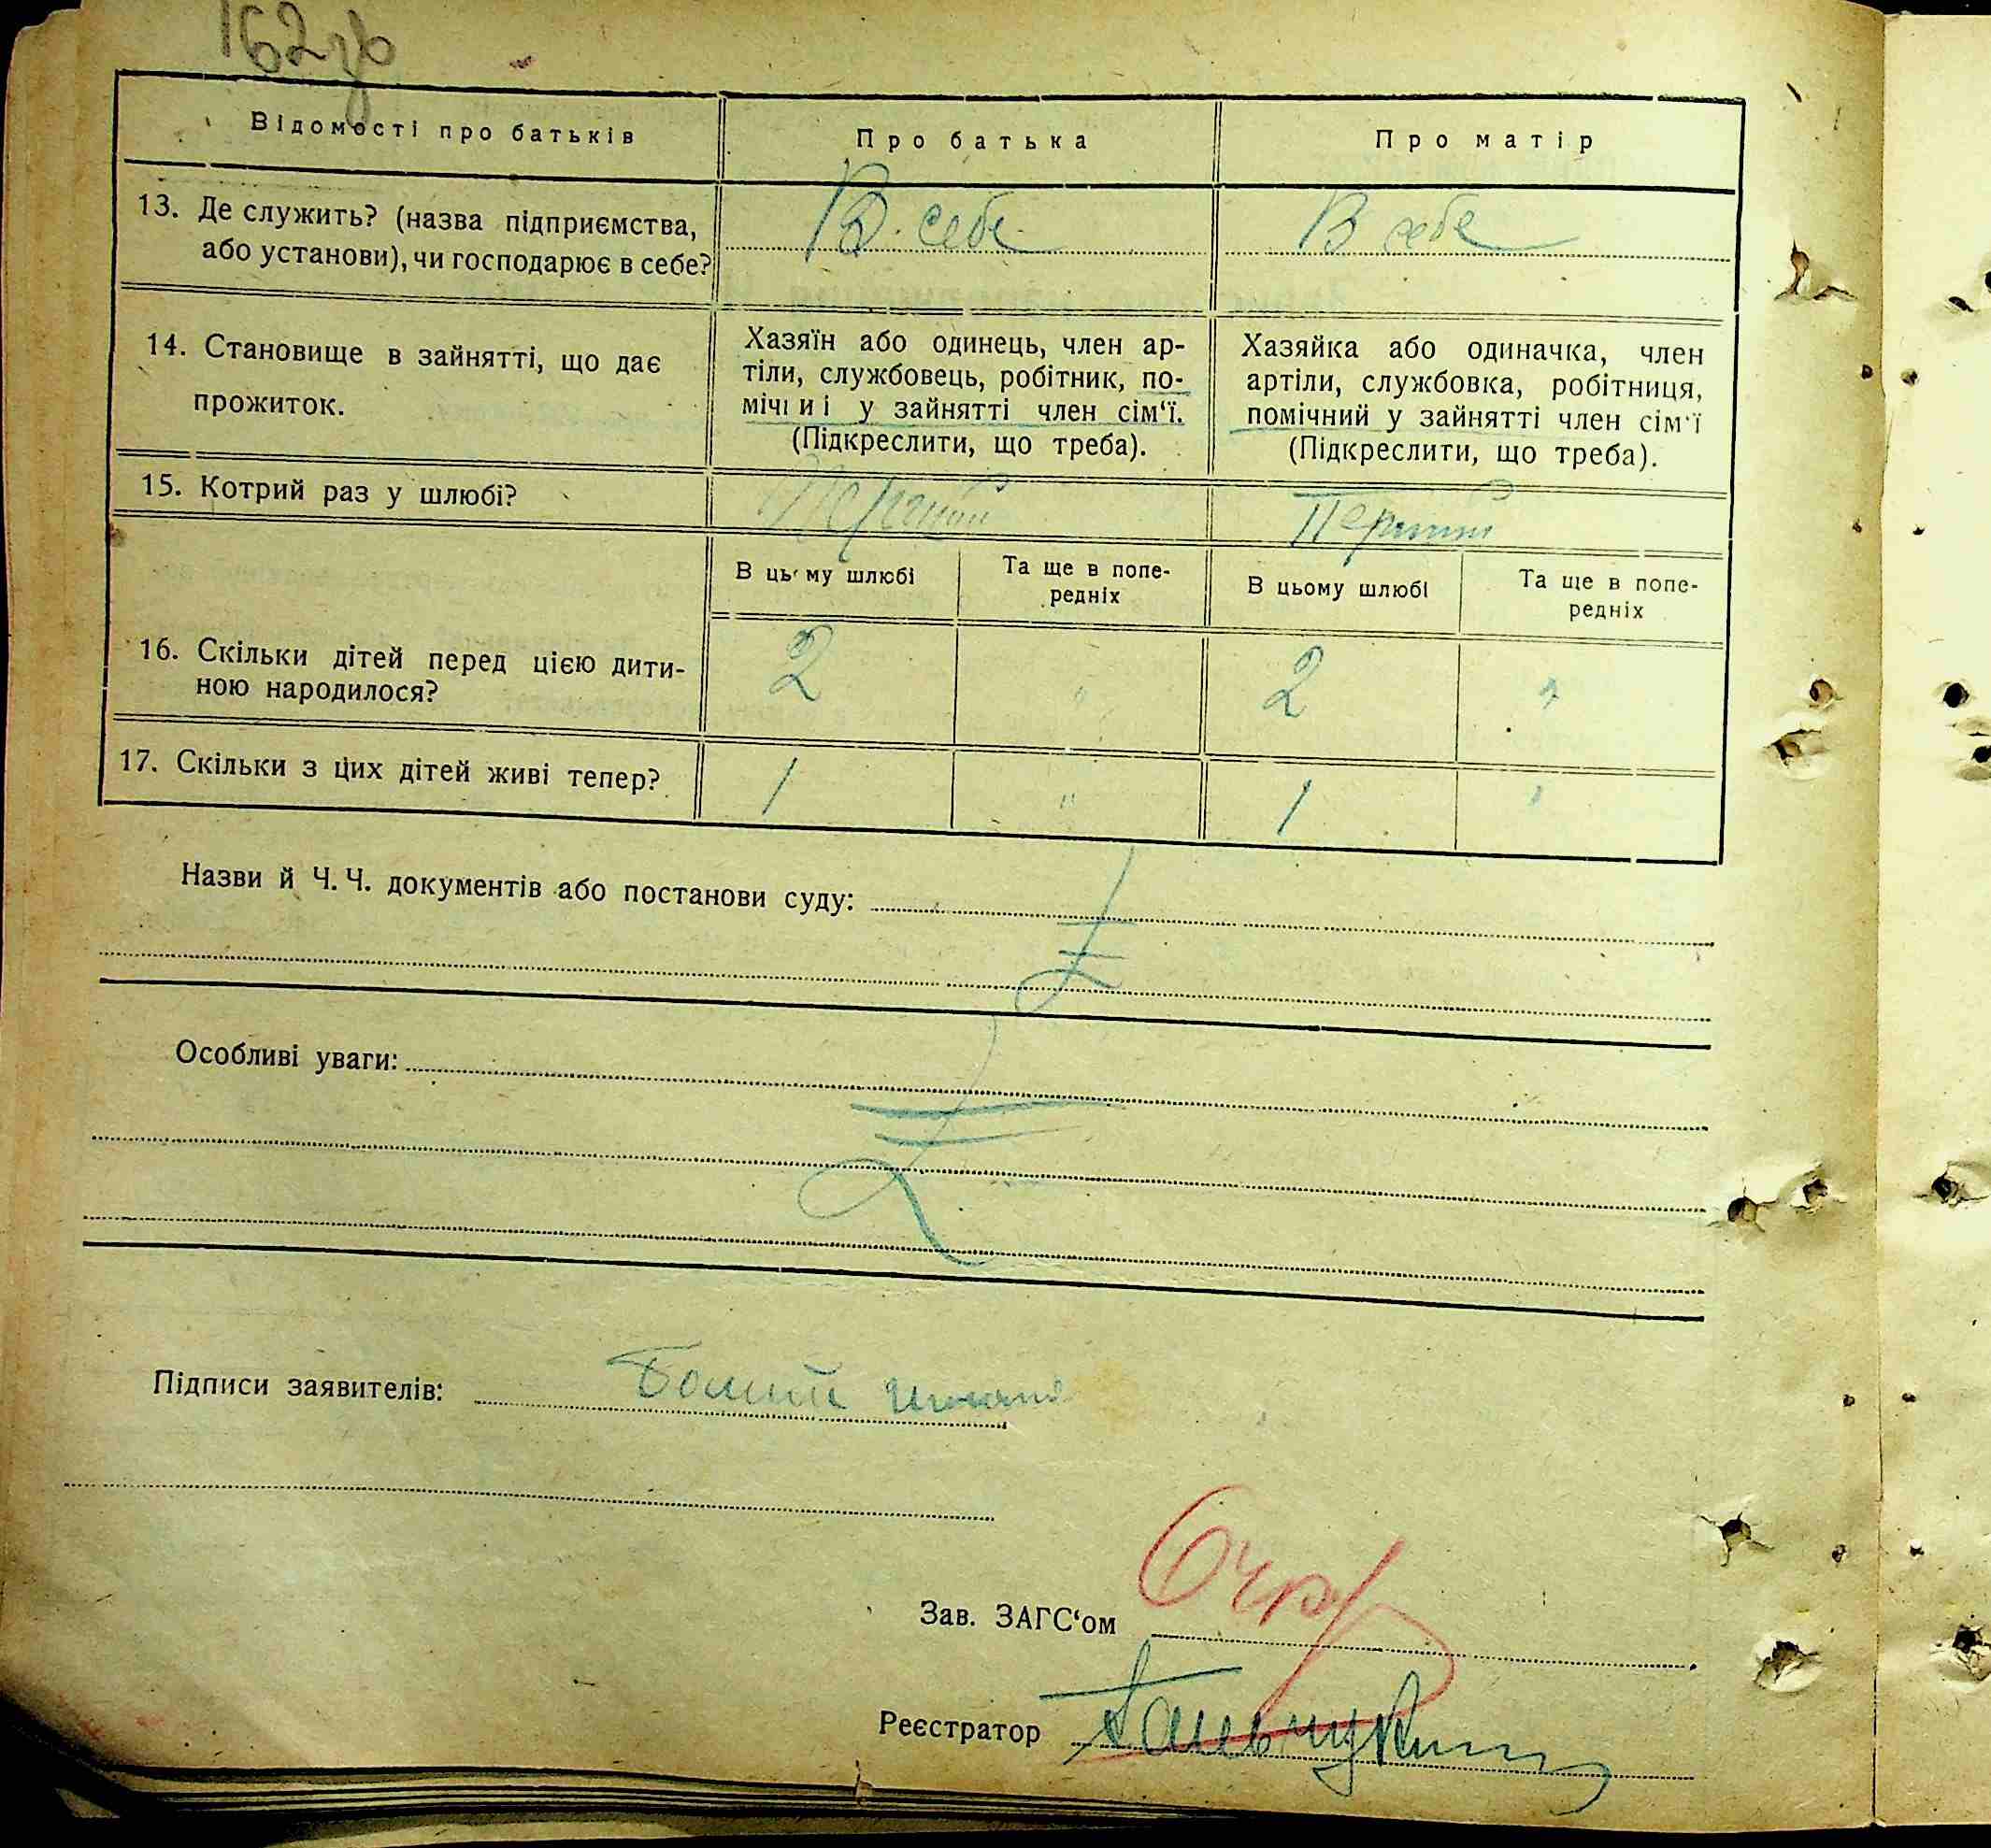 162 зв
Відомості про батьків
Про батька
Про матір
13. Де служить? (назва підприємства,
або установи), чи господарює в себе?
В себе
В себе
14. Становище в зайнятті, що дає
прожиток.
Хазяїн або одинець, член ар-
тіли, службовець, робітник, по-
мічний у зайнятті член сім‘ї.
(Підкреслити, що треба).
Хазяйка або одиначка, член
артіли, службовка, робітниця,
помічний у зайнятті член сім‘ї
(Підкреслити, що треба).
15. Котрий раз у шлюбі?
Перший
Перший
В цьому шлюбі
Та ще в попе-
редніх
В цьому шлюбі
Та ще в попе-
редніх
16. Скільки дітей перед цією дити-
ною народилося?
2
"
2
"
17. Скільки з цих дітей живі тепер?
1
"
1
"
Назви й Ч. Ч. документів або постанови суду:
Особливі уваги:
Підписи заявителів:
Зав. ЗАГС‘ом
Реєстратор